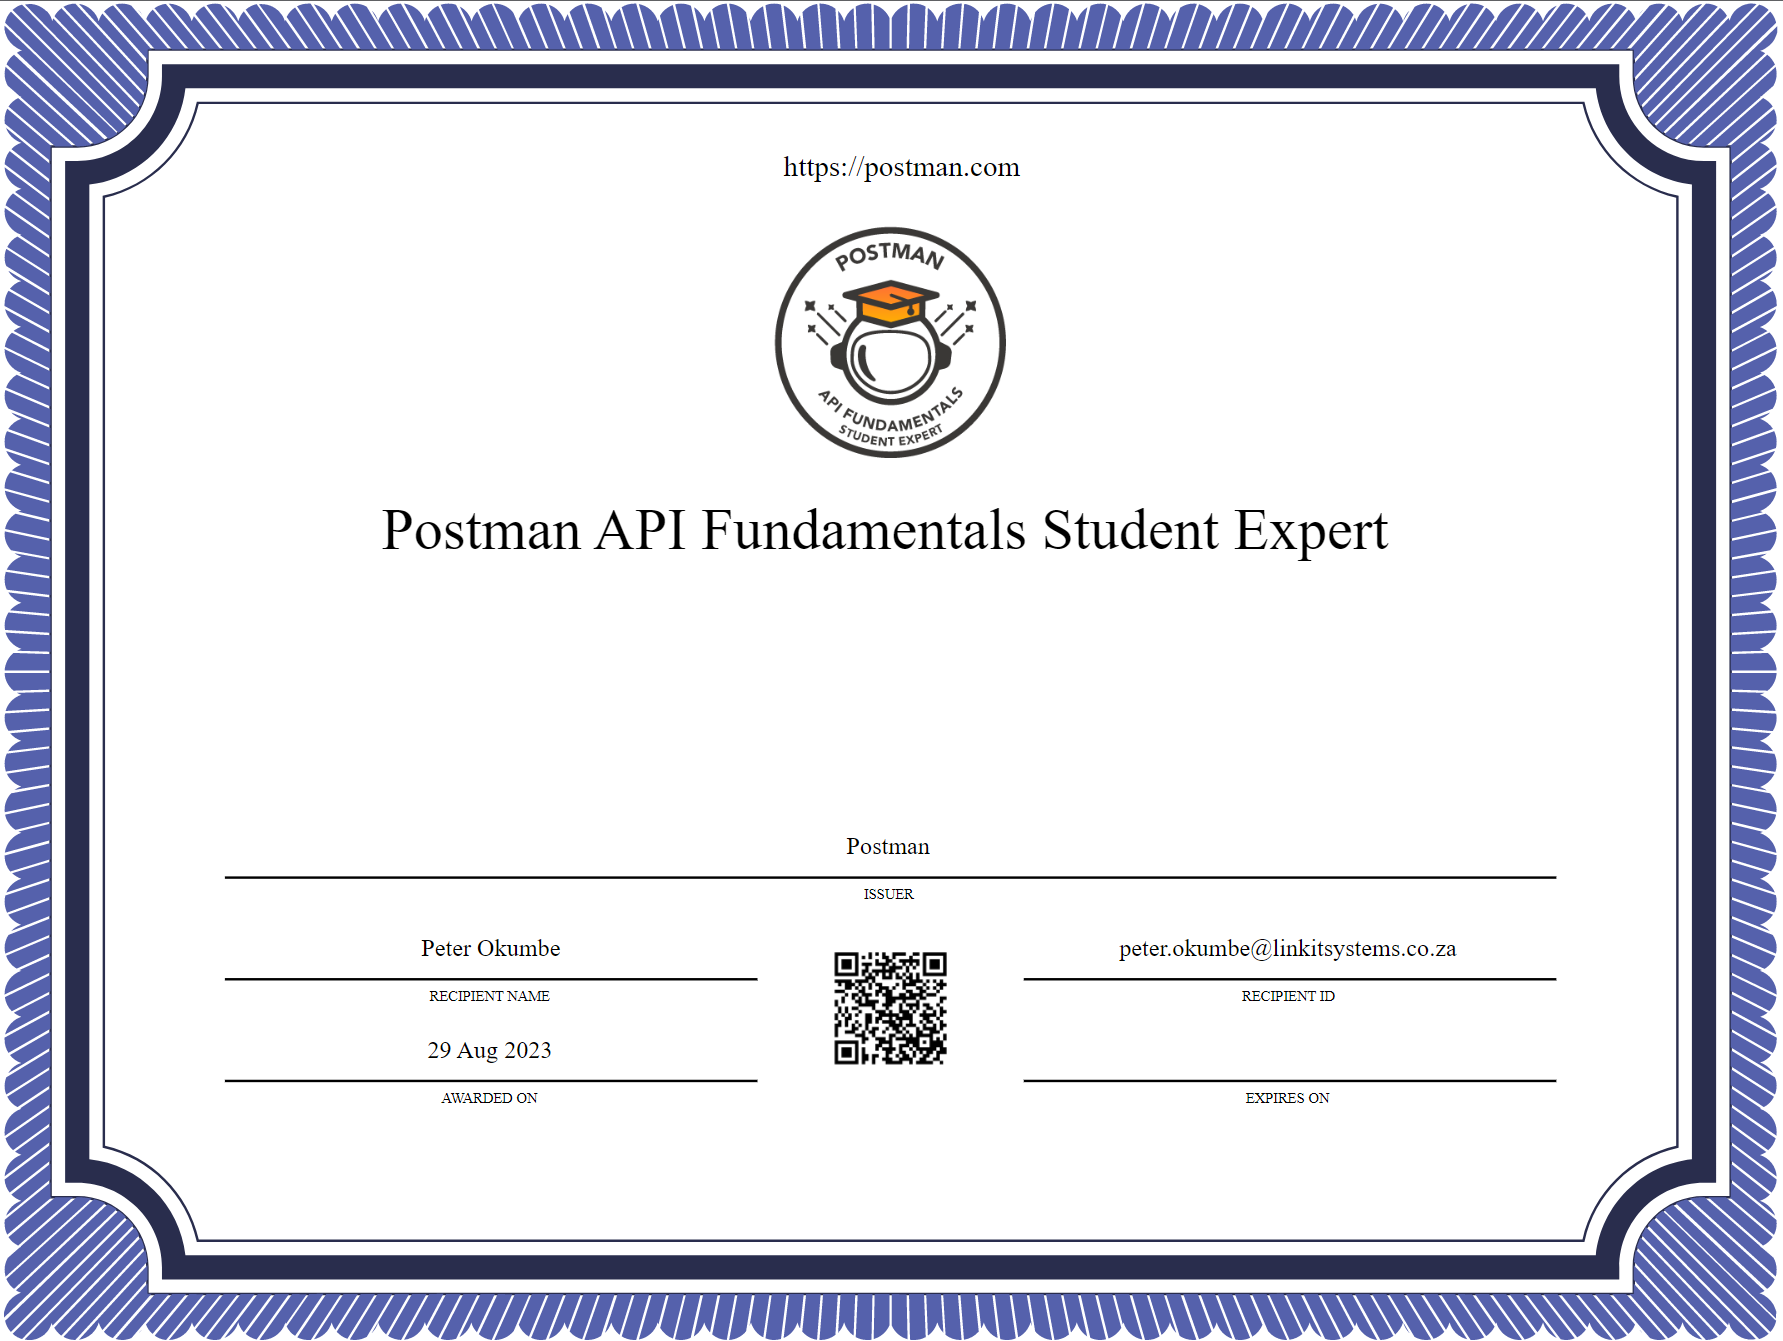 https://postman.com
POSTMAN
API FUNDAMENTALS
STUDENT EXPERT
Postman API Fundamentals Student Expert
Postman
ISSUER
Peter Okumbe
RECIPIENT NAME
peter.okumbe@linkitsystems.co.za
RECIPIENT ID
29 Aug 2023
AWARDED ON
EXPIRES ON